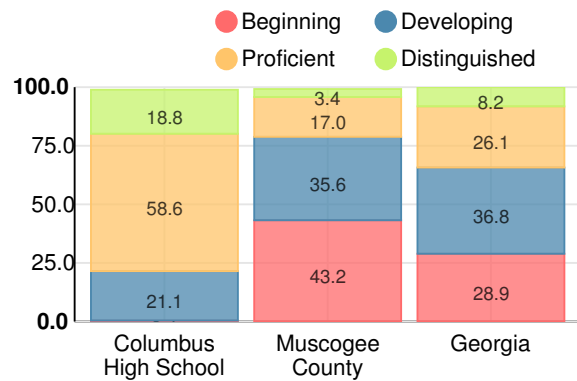 Beginning
Developing
Proficient
Distinguished
100.0
75.0
50.0
25.0
0.0
18.8
58.6
21.1
3.4
17.0
35.6
43.2
8.2
26.1
36.8
28.9
Columbus
High School
Muscogee
County
Georgia